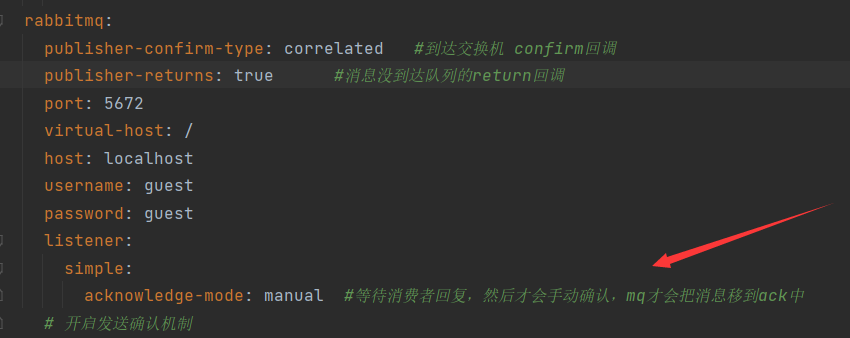 rabbitmq:
publisher-confirm-type: correlated #到达交换机 confirm回调
publisher-returns: true #消息没到达队列的return回调
port: 5672
virtual-host: /
host: localhost
username: guest
password: guest
listener:
simple:
acknowledge-mode: manual #等待消费者回复，然后才会手动确认，mq才会把消息移到ack中
# 开启发送确认机制